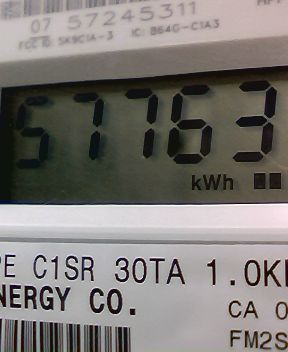 07 57245311
FCC ID: SK9C1A-3 IC: 864G-C1A3
57763
kWh
PE C1SR 30TA 1.0K
NERGY CO.
CA 0
FM2S